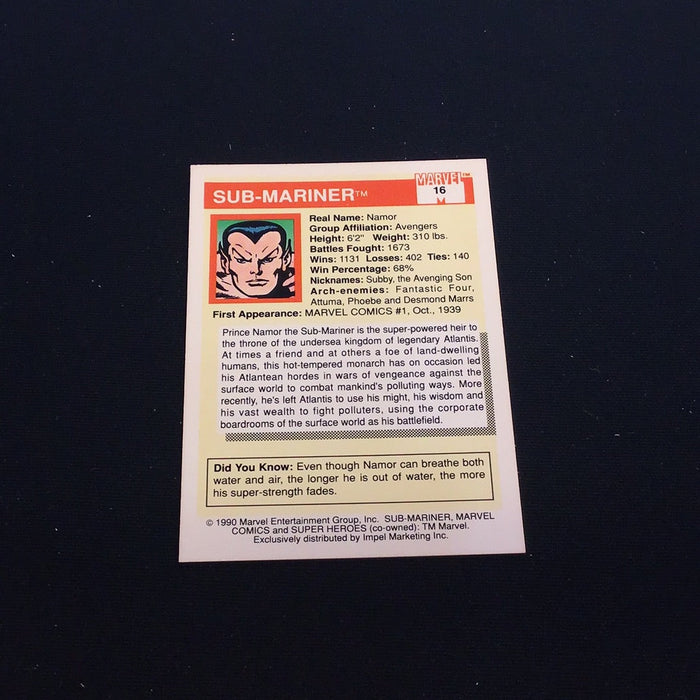 MARVEL™
SUB-MARINER™
16
M
Real Name: Namor
Group Affiliation: Avengers
Height: 6'2" Weight: 310 lbs.
Battles Fought: 1673
Wins: 1131 Losses: 402 Ties: 140
Win Percentage: 68%
Nicknames: Subby, the Avenging Son
Arch-enemies: Fantastic Four,
Attuma, Phoebe and Desmond Marrs
First Appearance: MARVEL COMICS #1, Oct., 1939
Prince Namor the Sub-Mariner is the super-powered heir to
the throne of the undersea kingdom of legendary Atlantis.
At times a friend and at others a foe of land-dwelling
humans, this hot-tempered monarch has on occasion led
his Atlantean hordes in wars of vengeance against the
surface world to combat mankind's polluting ways. More
recently, he's left Atlantis to use his might, his wisdom and
his vast wealth to fight polluters, using the corporate
boardrooms of the surface world as his battlefield.
Did You Know: Even though Namor can breathe both
water and air, the longer he is out of water, the more
his super-strength fades.
© 1990 Marvel Entertainment Group, Inc. SUB-MARINER, MARVEL
COMICS and SUPER HEROES (co-owned): TM Marvel.
Exclusively distributed by Impel Marketing Inc.